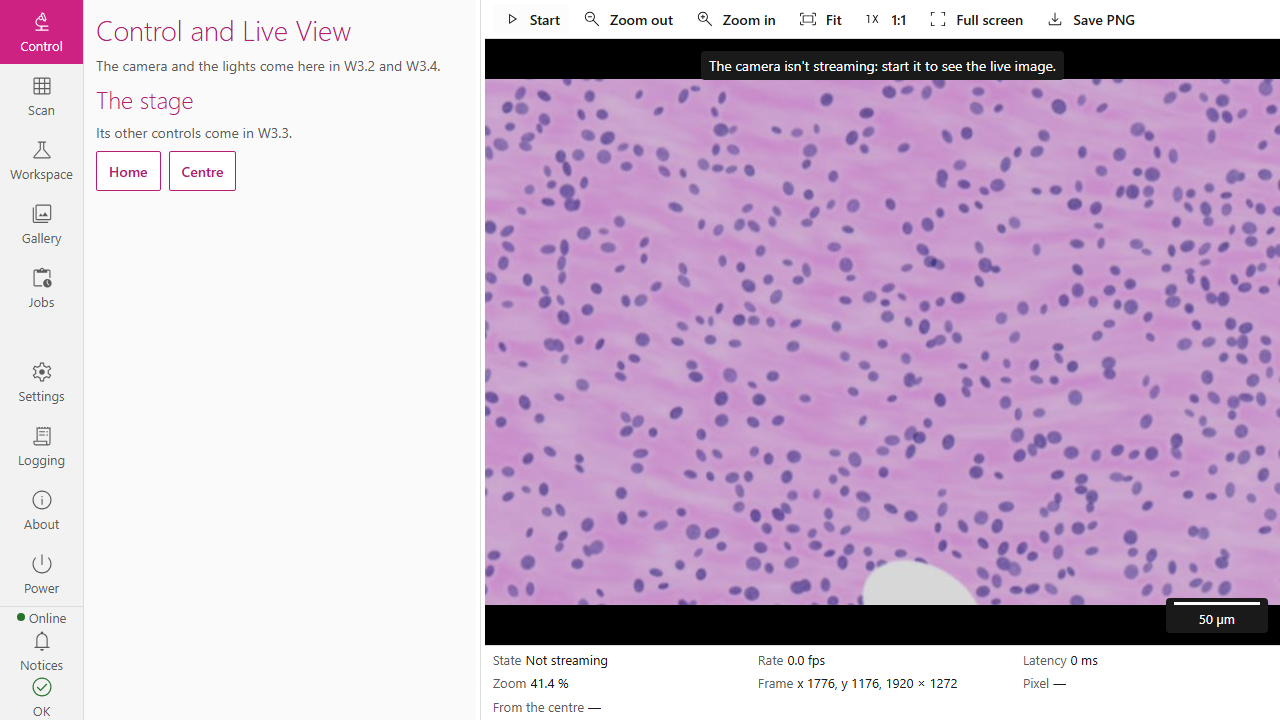 Control
Scan
Workspace
Gallery
Jobs
Settings
Logging
About
Power
Online
Notices
OK
Control and Live View
The camera and the lights come here in W3.2 and W3.4.
The stage
Its other controls come in W3.3.
Home Centre
Start Zoom out Zoom in Fit 1X 1:1 Full screen Save PNG
The camera isn't streaming: start it to see the live image.
50 µm
State Not streaming Rate 0.0 fps Latency 0 ms
Zoom 41.4 % Frame x 1776, y 1176, 1920 × 1272 Pixel —
From the centre —